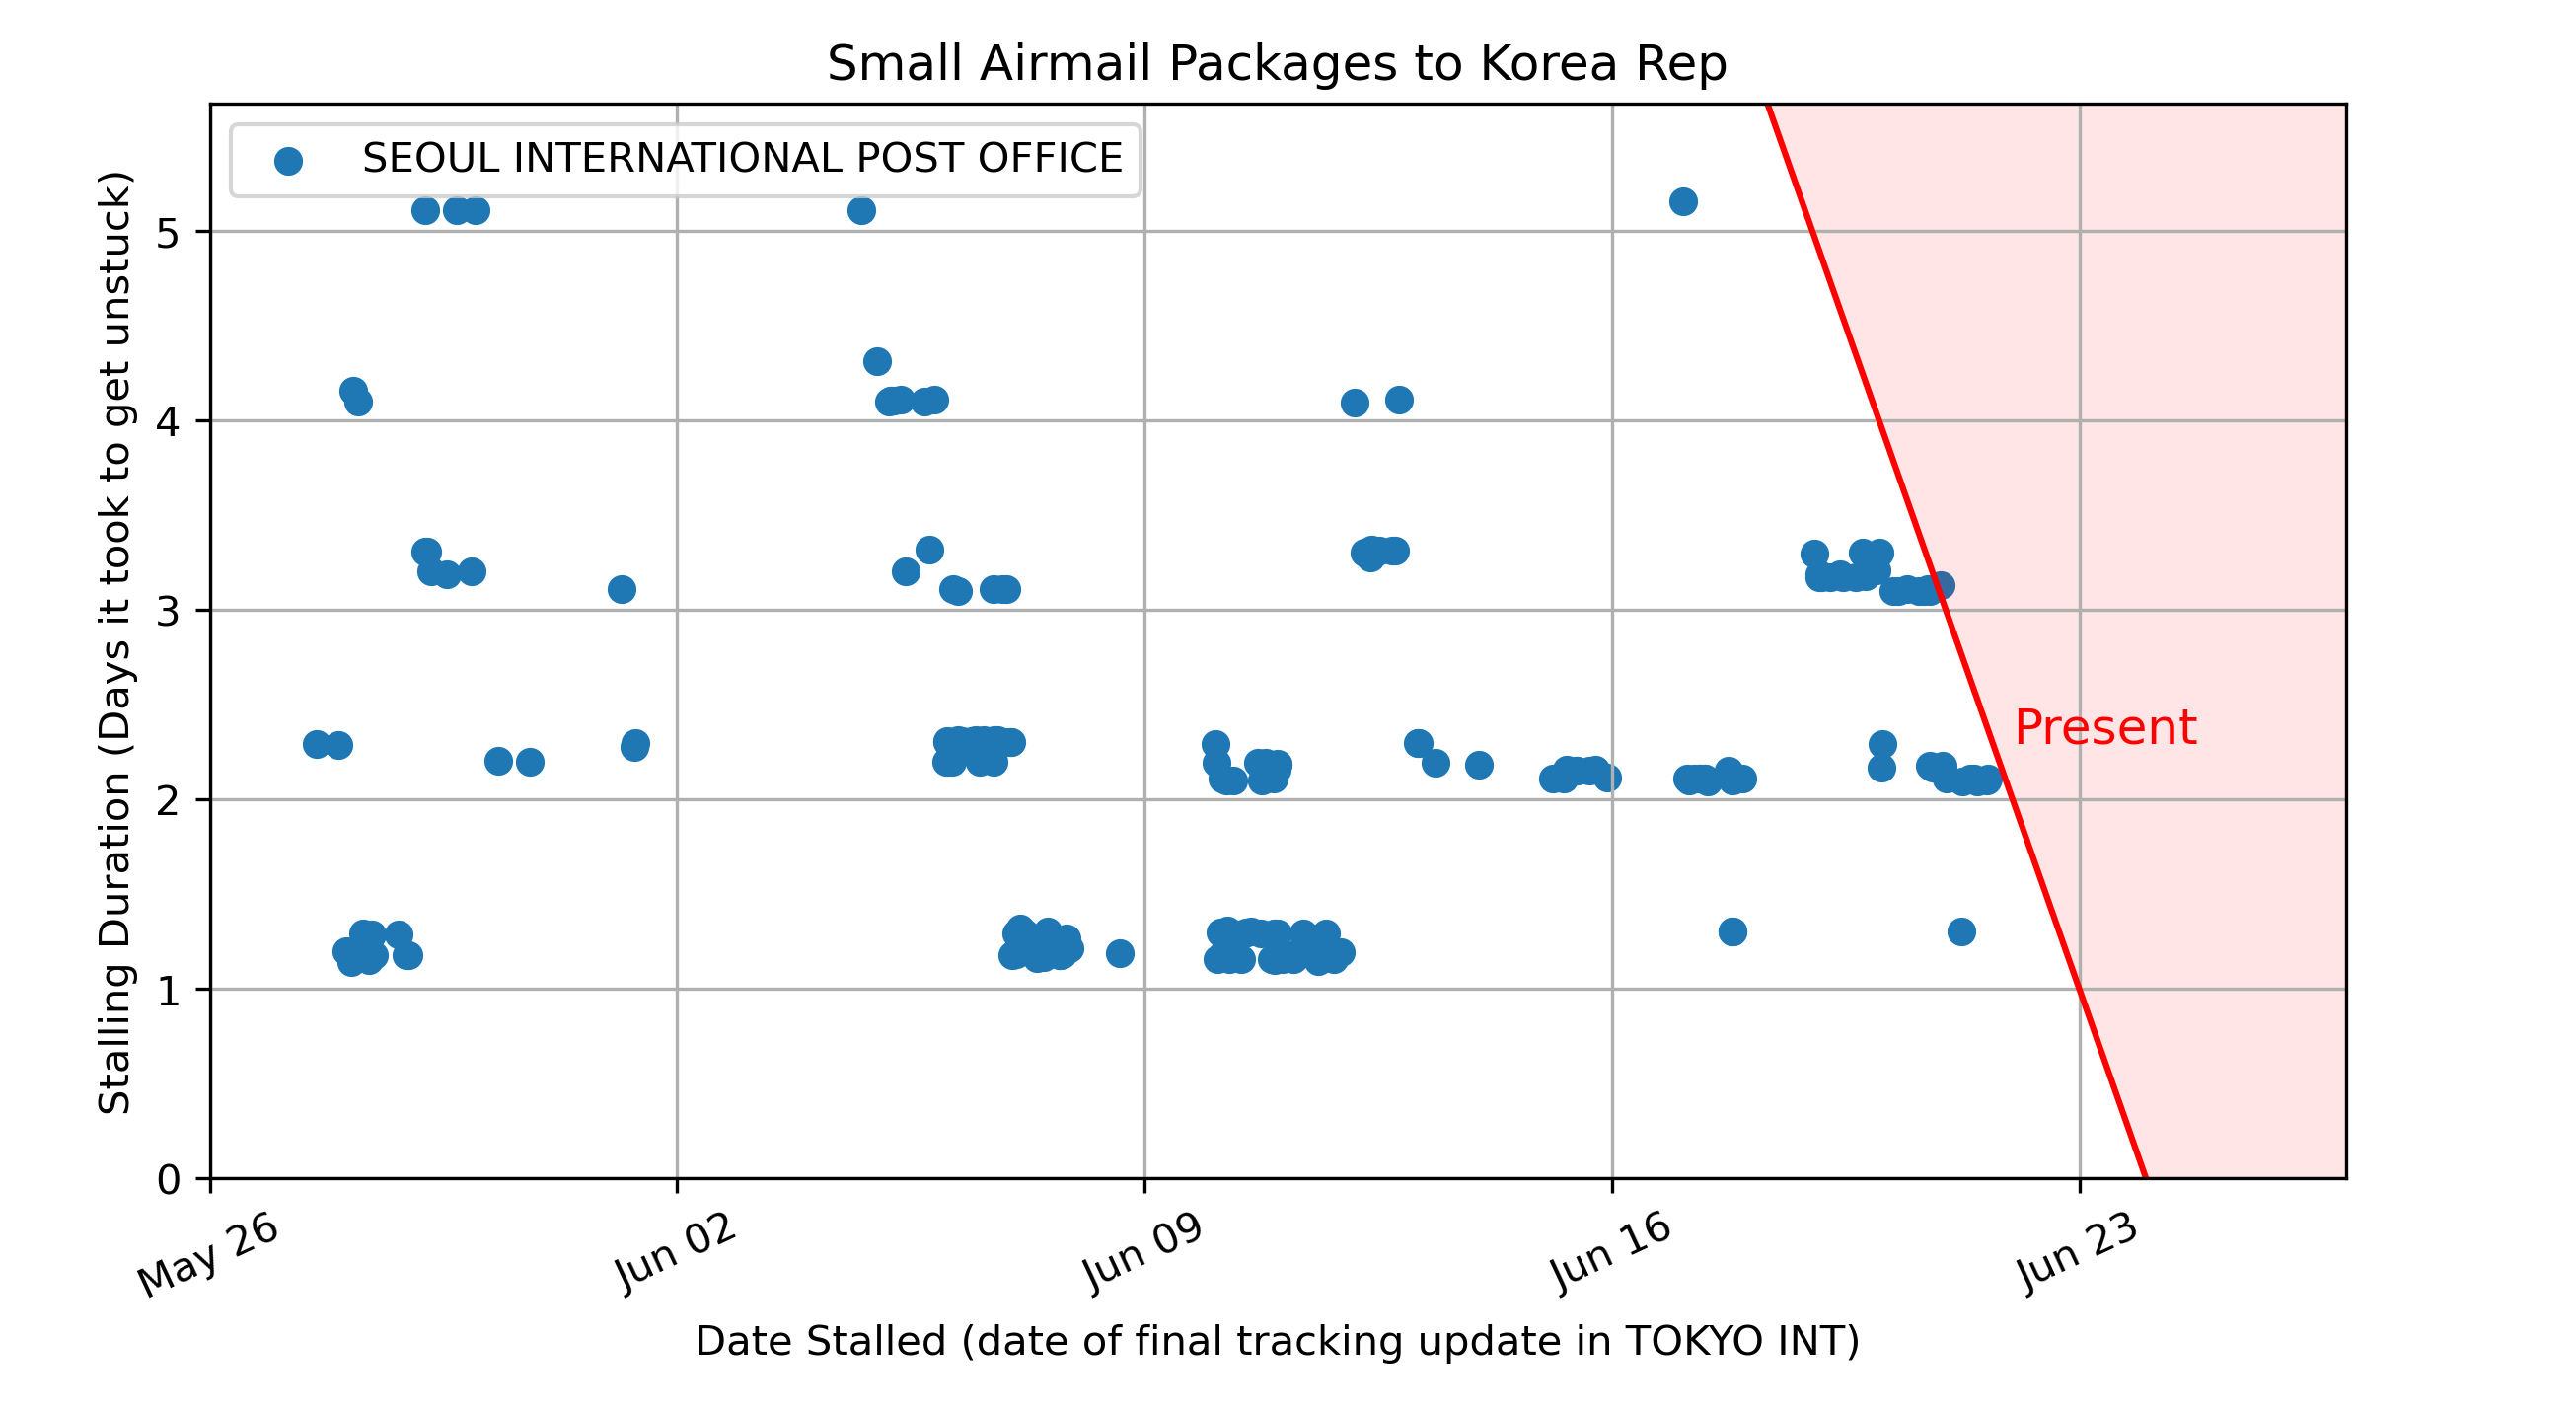 Small Airmail Packages to Korea Rep
SEOUL INTERNATIONAL POST OFFICE
Stalling Duration (Days it took to get unstuck)
5
4
3
2
1
0
Present
May 26
Jun 02
Jun 09
Jun 16
Jun 23
Date Stalled (date of final tracking update in TOKYO INT)